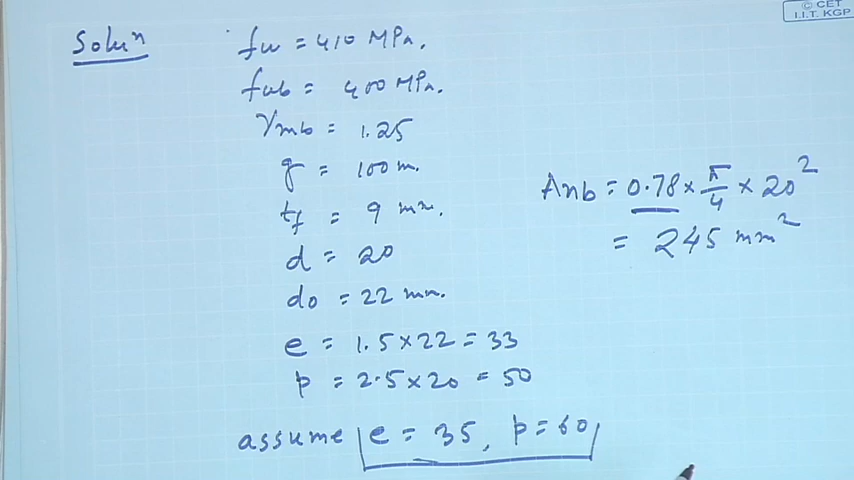 © CET
I.I.T. KGP
Solun
fu = 410 MPa.
fub = 400 MPa.
γmb = 1.25
g = 100 m.
tf = 9 mm.
d = 20
do = 22 mm.
e = 1.5 × 22 = 33
p = 2.5 × 20 = 50
assume e = 35, p = 60
Anb = 0.78 × π/4 × 20²
= 245 mm²